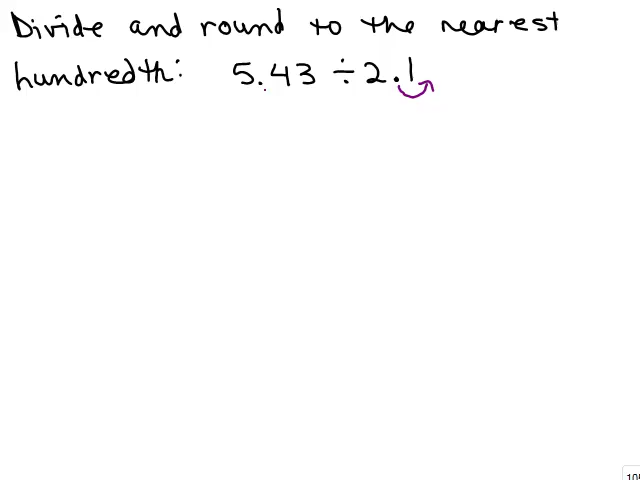 Divide and round to the nearest
hundredth: 5.43 ÷ 2.1